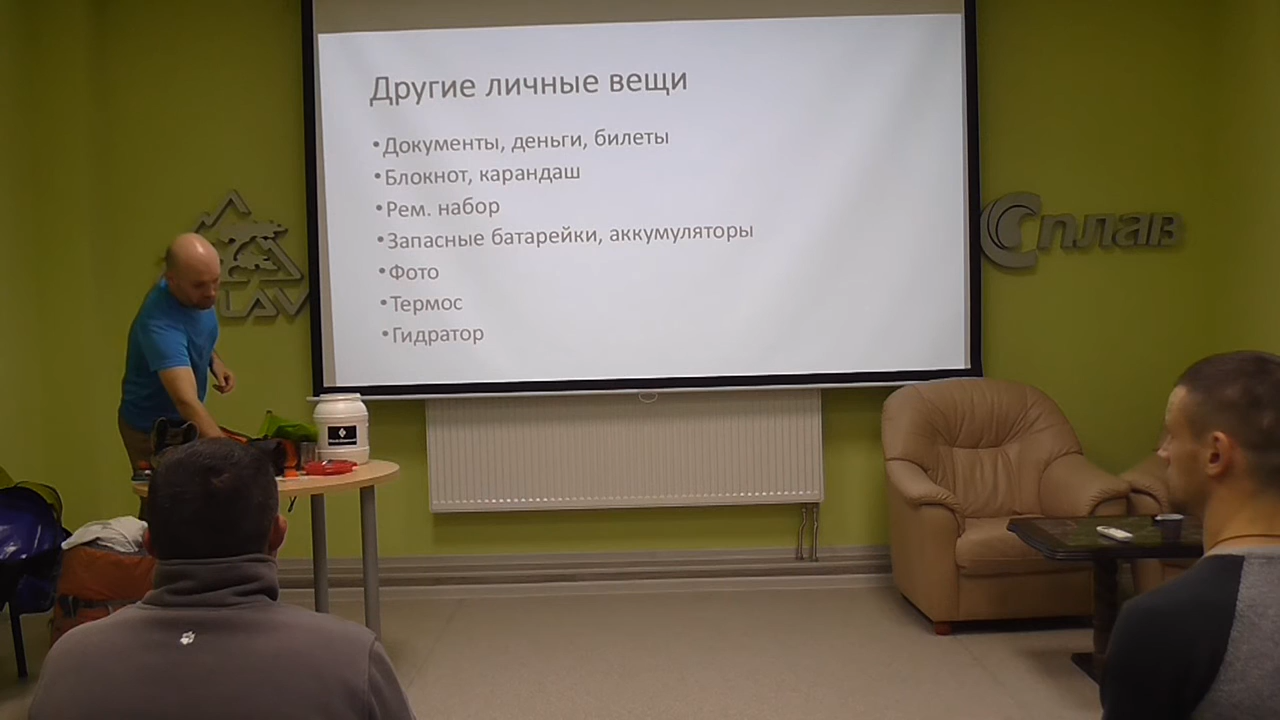 Другие личные вещи
•Документы, деньги, билеты
•Блокнот, карандаш
•Рем. набор
•Запасные батарейки, аккумуляторы
•Фото
•Термос
•Гидратор
Сплав